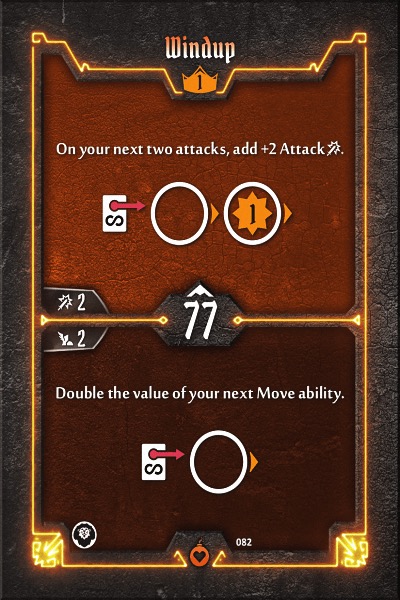 Windup
1
On your next two attacks, add +2 Attack.
S
1
2
77
2
Double the value of your next Move ability.
S
082